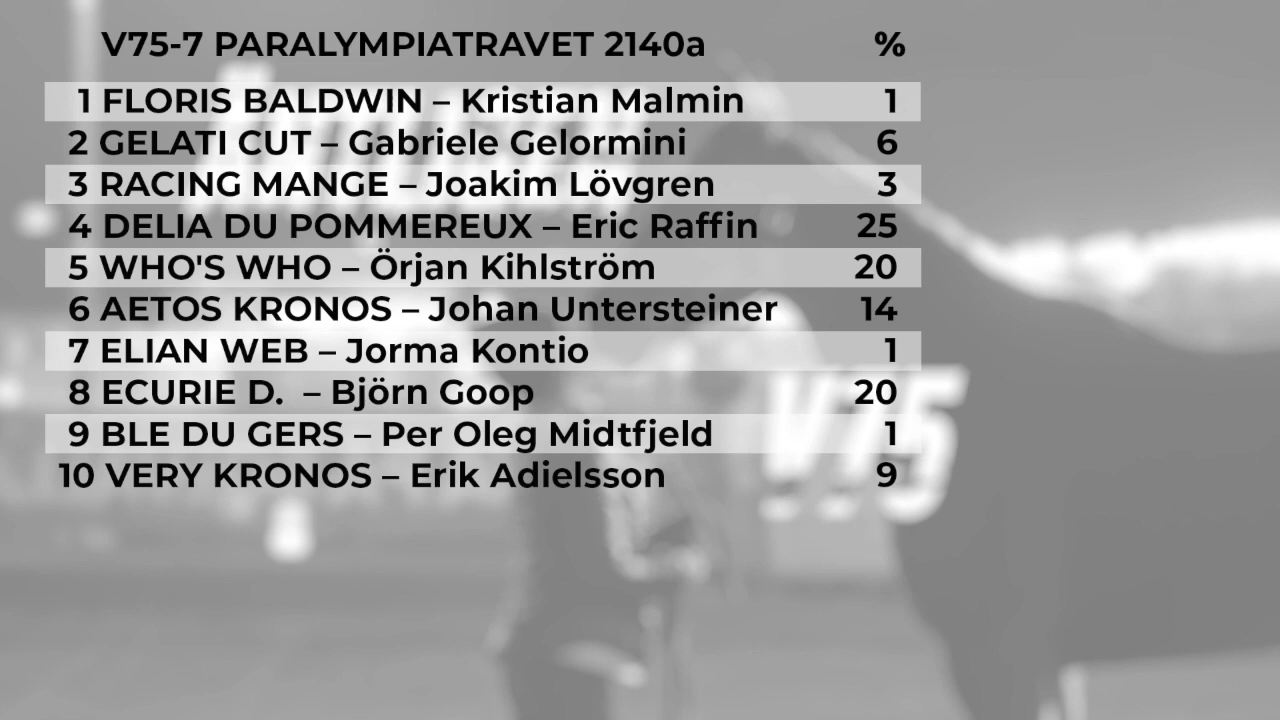 V75-7 PARALYMPIATRAVET 2140a %
1 FLORIS BALDWIN – Kristian Malmin 1
2 GELATI CUT – Gabriele Gelormini 6
3 RACING MANGE – Joakim Lövgren 3
4 DELIA DU POMMEREUX – Eric Raffin 25
5 WHO'S WHO – Örjan Kihlström 20
6 AETOS KRONOS – Johan Untersteiner 14
7 ELIAN WEB – Jorma Kontio 1
8 ECURIE D. – Björn Goop 20
9 BLE DU GERS – Per Oleg Midtfjeld 1
10 VERY KRONOS – Erik Adielsson 9
V75